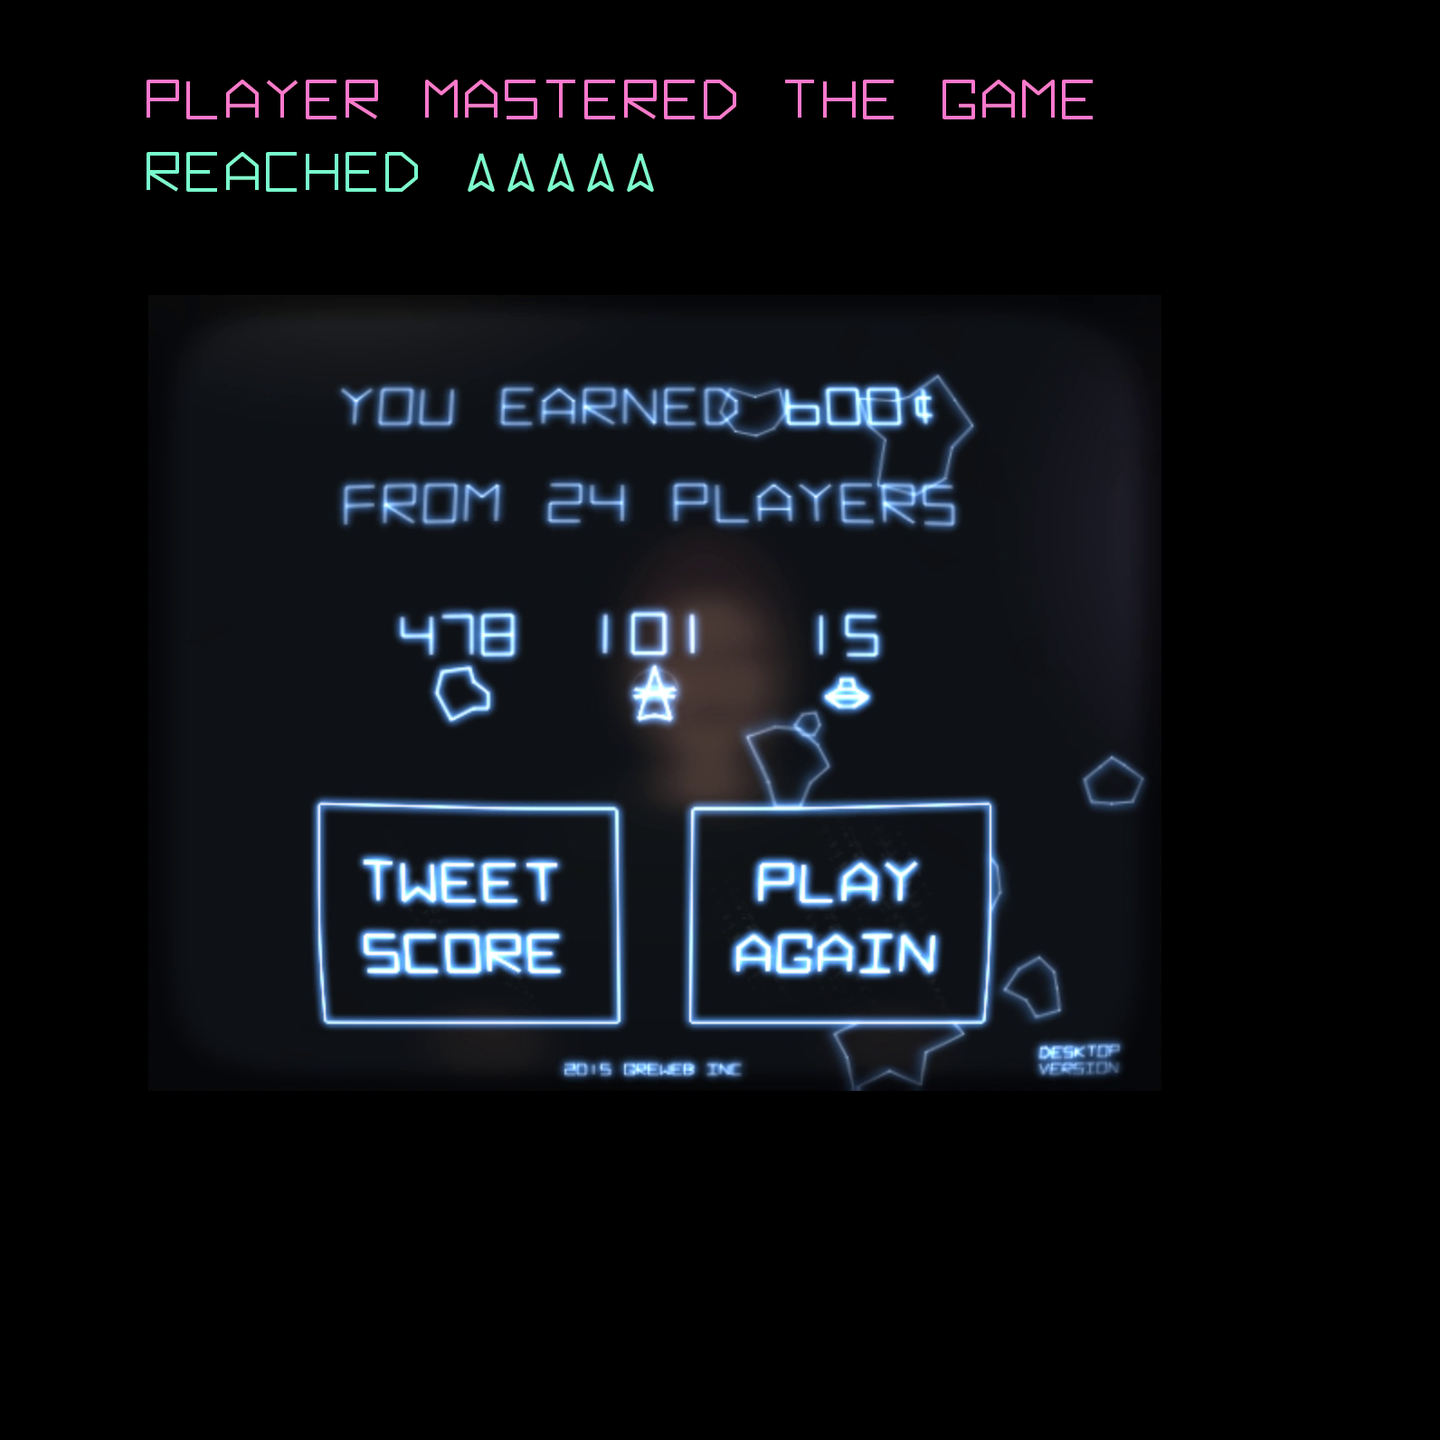 PLAYER MASTERED THE GAME
REACHED
YOU EARNED 600¢
FROM 24 PLAYERS
478 101 15
TWEET
SCORE
PLAY
AGAIN
2015 GREWEB INC
DESKTOP
VERSION